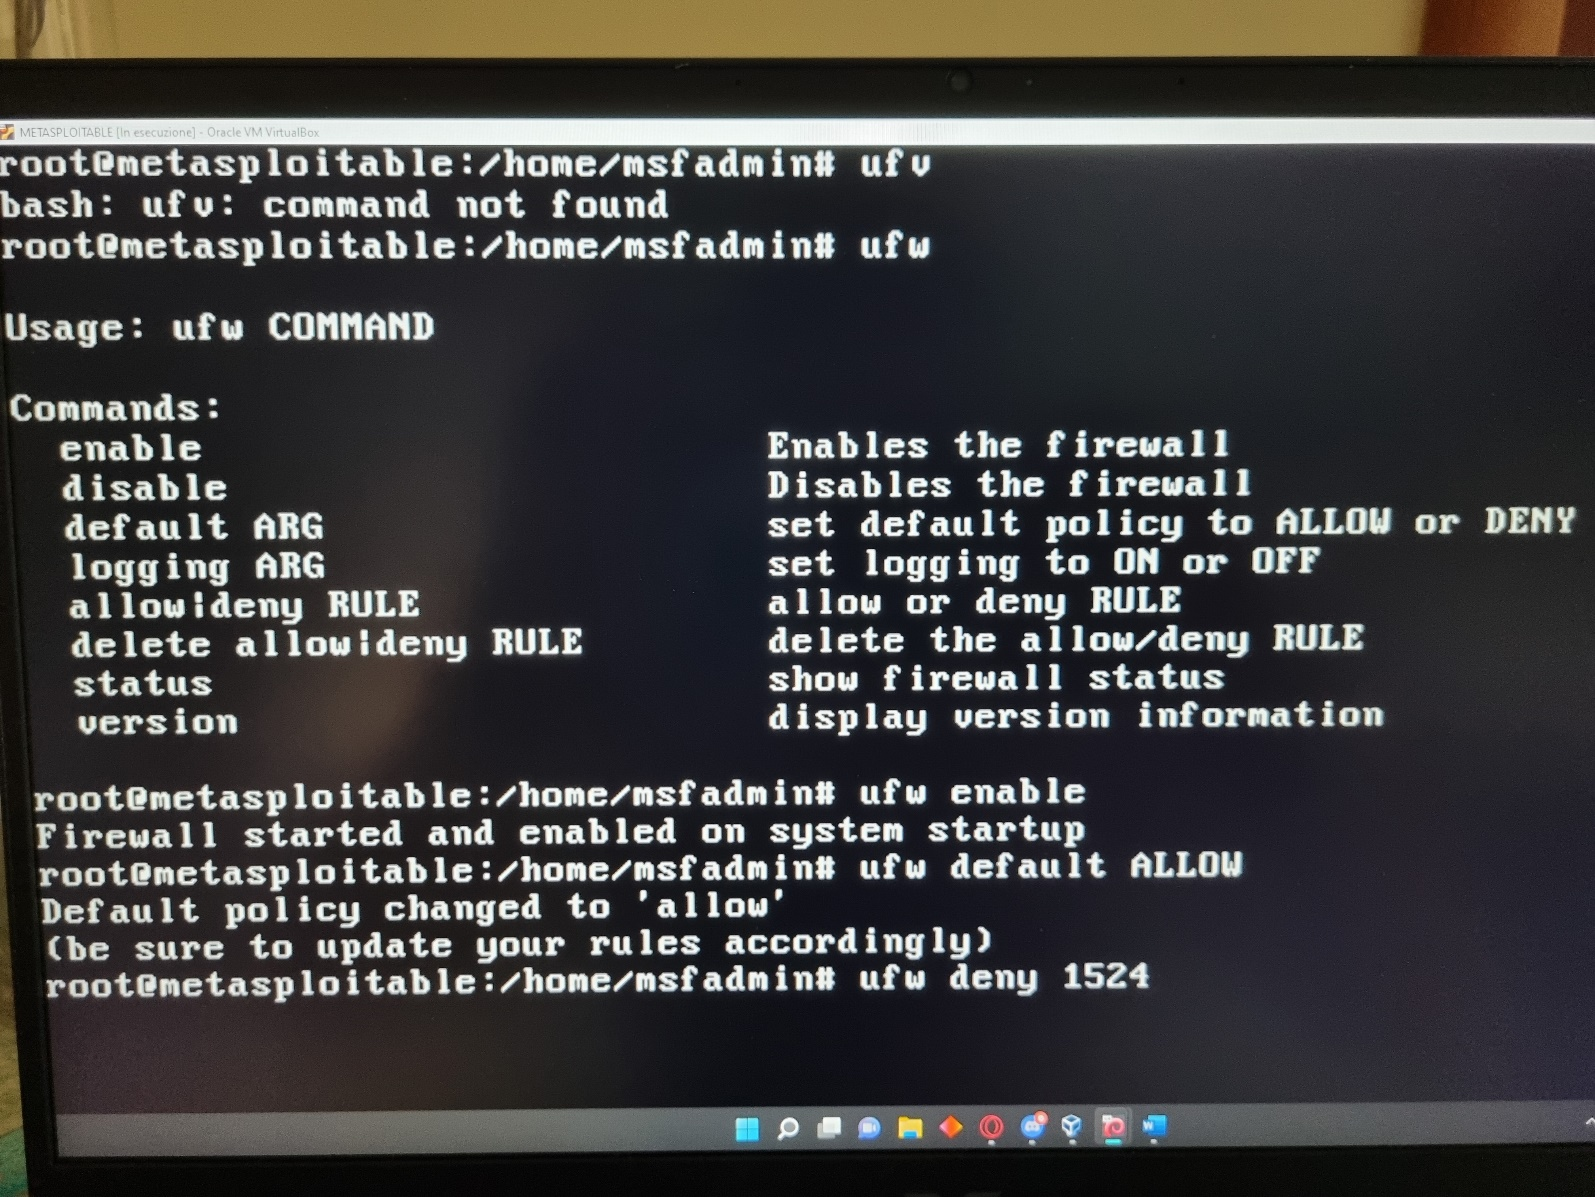 METASPLOITABLE [In esecuzione] - Oracle VM VirtualBox
root@metasploitable:/home/msfadmin# ufv
bash: ufv: command not found
root@metasploitable:/home/msfadmin# ufw
Usage: ufw COMMAND
Commands:
enable Enables the firewall
disable Disables the firewall
default ARG set default policy to ALLOW or DENY
logging ARG set logging to ON or OFF
allow|deny RULE allow or deny RULE
delete allow|deny RULE delete the allow/deny RULE
status show firewall status
version display version information
root@metasploitable:/home/msfadmin# ufw enable
Firewall started and enabled on system startup
root@metasploitable:/home/msfadmin# ufw default ALLOW
Default policy changed to 'allow'
(be sure to update your rules accordingly)
root@metasploitable:/home/msfadmin# ufw deny 1524